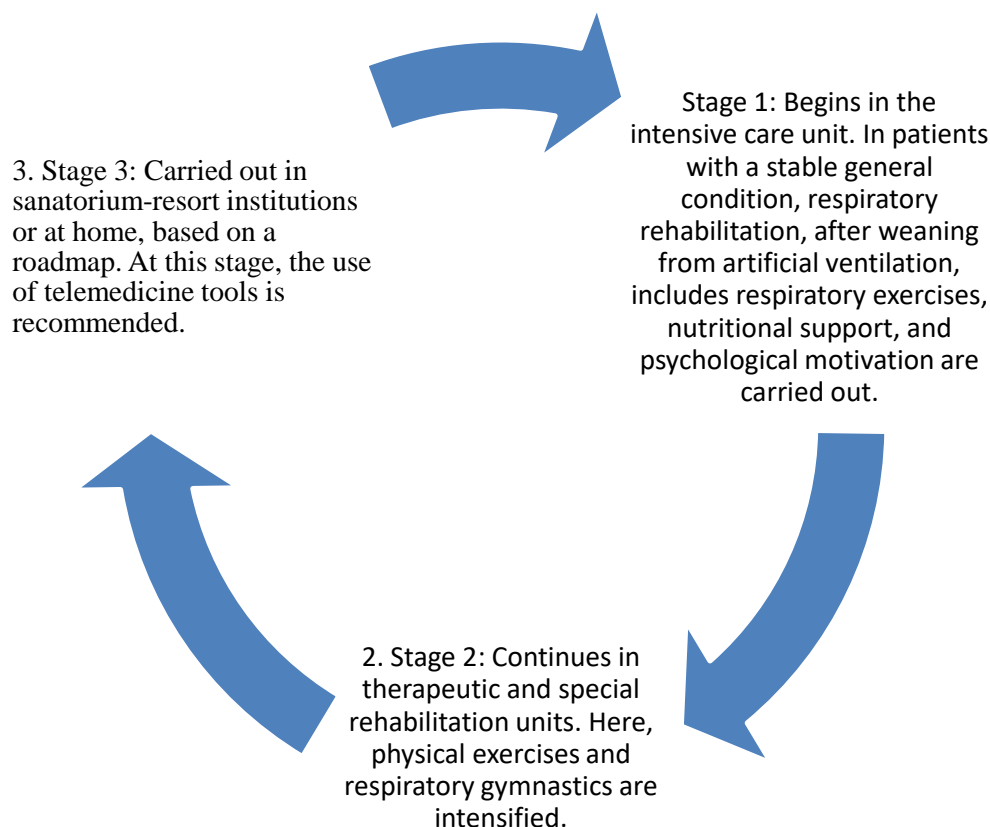 Stage 1: Begins in the
intensive care unit. In patients
with a stable general
condition, respiratory
rehabilitation, after weaning
from artificial ventilation,
includes respiratory exercises,
nutritional support, and
psychological motivation are
carried out.
2. Stage 2: Continues in
therapeutic and special
rehabilitation units. Here,
physical exercises and
respiratory gymnastics are
intensified.
3. Stage 3: Carried out in
sanatorium-resort institutions
or at home, based on a
roadmap. At this stage, the use
of telemedicine tools is
recommended.